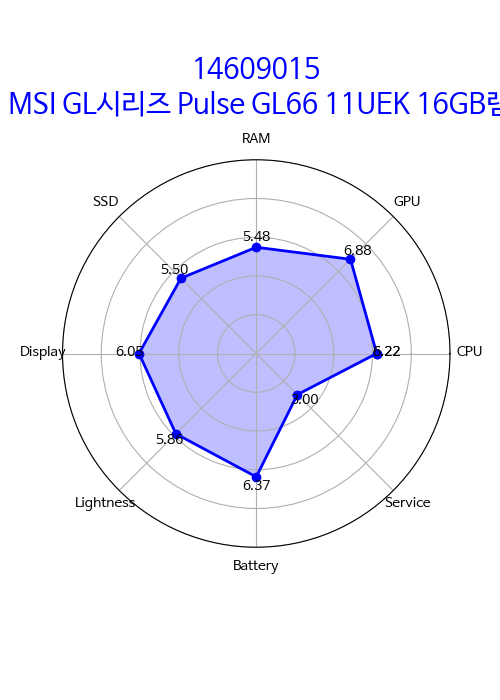 14609015
MSI GL시리즈 Pulse GL66 11UEK 16GB램
RAM
SSD
GPU
5.48
6.88
5.50
Display
6.05
6.22
CPU
3.00
5.86
Lightness
6.37
Service
Battery